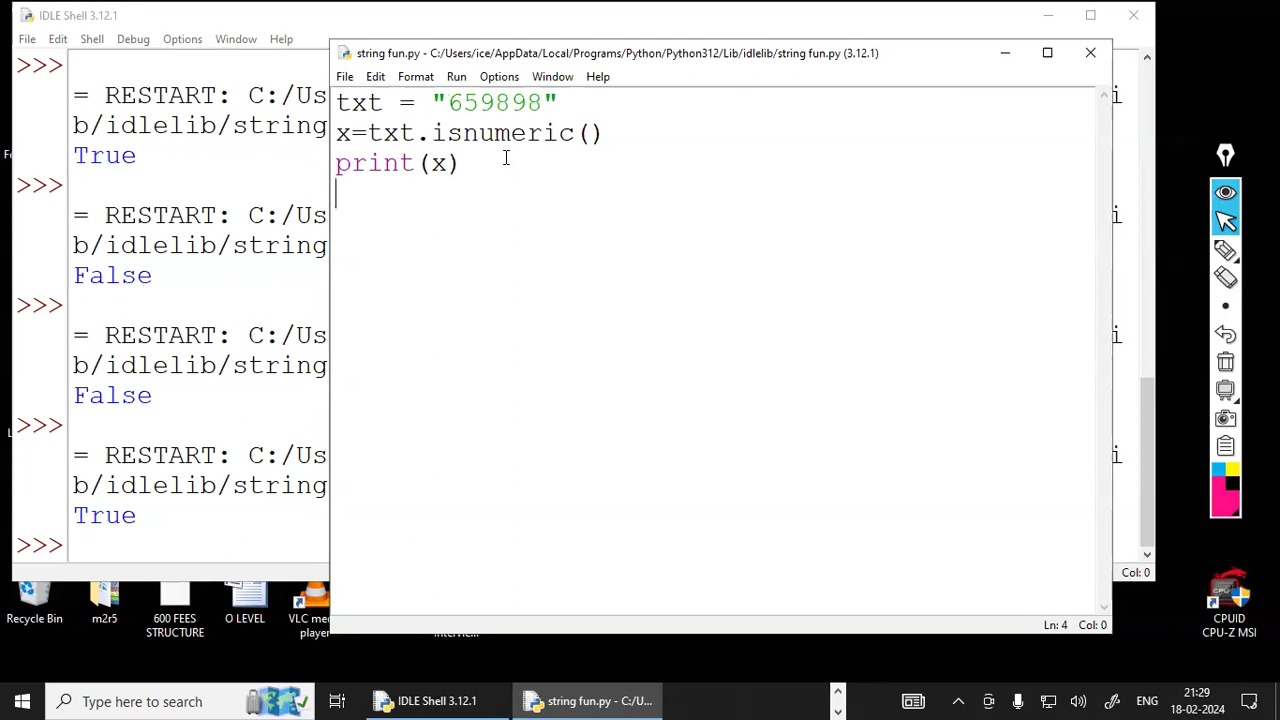 IDLE Shell 3.12.1
File Edit Shell Debug Options Window Help
>>>
= RESTART: C:/Us
b/idlelib/string
True
>>>
= RESTART: C:/Us
b/idlelib/string
False
>>>
= RESTART: C:/Us
b/idlelib/string
False
>>>
= RESTART: C:/Us
b/idlelib/string
True
>>>
Col: 0
string fun.py - C:/Users/ice/AppData/Local/Programs/Python/Python312/Lib/idlelib/string fun.py (3.12.1)
File Edit Format Run Options Window Help
txt = "659898"
x=txt.isnumeric()
print(x)
Ln: 4 Col: 0
Recycle Bin
m2r5
600 FEES
STRUCTURE
O LEVEL
VLC me
player
CPUID
CPU-Z MSI
Type here to search
IDLE Shell 3.12.1
string fun.py - C:/U...
ENG
21:29
18-02-2024